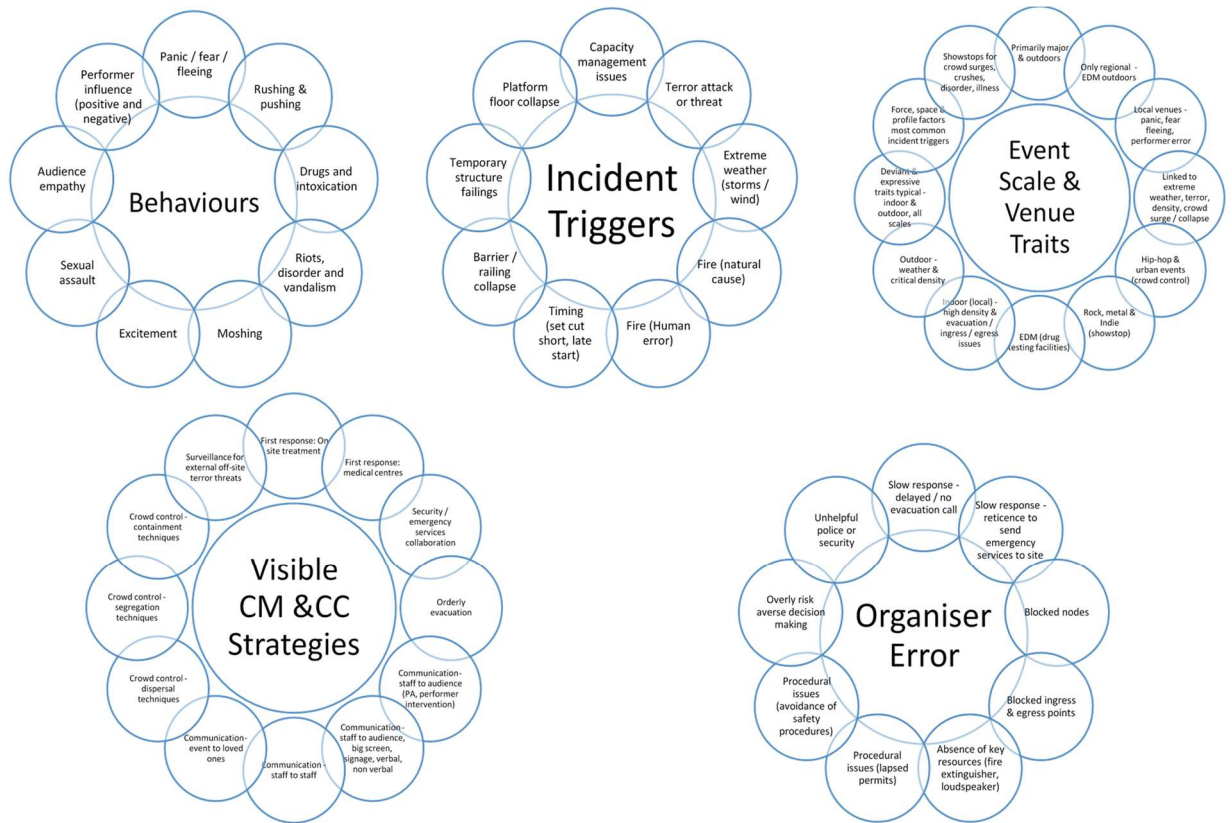 Behaviours
Panic / fear /
fleeing
Rushing &
pushing
Drugs and
intoxication
Riots,
disorder and
vandalism
Moshing
Excitement
Sexual
assault
Audience
empathy
Performer
influence
(positive and
negative)
Incident
Triggers
Capacity
management
issues
Terror attack
or threat
Extreme
weather
(storms /
wind)
Fire (natural
cause)
Fire (Human
error)
Timing
(set cut
short, late
start)
Barrier /
railing
collapse
Temporary
structure
failings
Platform
floor collapse
Event
Scale &
Venue
Traits
Primarily major
& outdoors
Only regional -
EDM outdoors
Local venues -
panic, fear
fleeing,
performer error
Linked to
extreme
weather, terror,
density, crowd
surge / collapse
Hip-hop &
urban events
(crowd control)
Rock, metal &
Indie
(showstop)
EDM (drug
testing facilities)
Indoor (local) -
high density &
evacuation /
ingress / egress
issues
Outdoor -
weather &
critical density
Deviant &
expressive
traits typical -
indoor &
outdoor, all
scales
Force, space &
profile factors
most common
incident triggers
Showstops for
crowd surges,
crushes,
disorder, illness
Visible
CM &CC
Strategies
First response: On
site treatment
First response:
medical centres
Security /
emergency
services
collaboration
Orderly
evacuation
Communication-
staff to audience
(PA, performer
intervention)
Communication -
staff to audience,
big screen,
signage, verbal,
non verbal
Communication -
staff to staff
Communication-
event to loved
ones
Crowd control -
dispersal
techniques
Crowd control -
segregation
techniques
Crowd control -
containment
techniques
Surveillance for
external off-site
terror threats
Organiser
Error
Slow response -
delayed / no
evacuation call
Slow response -
reticence to
send
emergency
services to site
Blocked nodes
Blocked ingress
& egress points
Absence of key
resources (fire
extinguisher,
loudspeaker)
Procedural
issues (lapsed
permits)
Procedural
issues
(avoidance of
safety
procedures)
Overly risk
averse decision
making
Unhelpful
police or
security